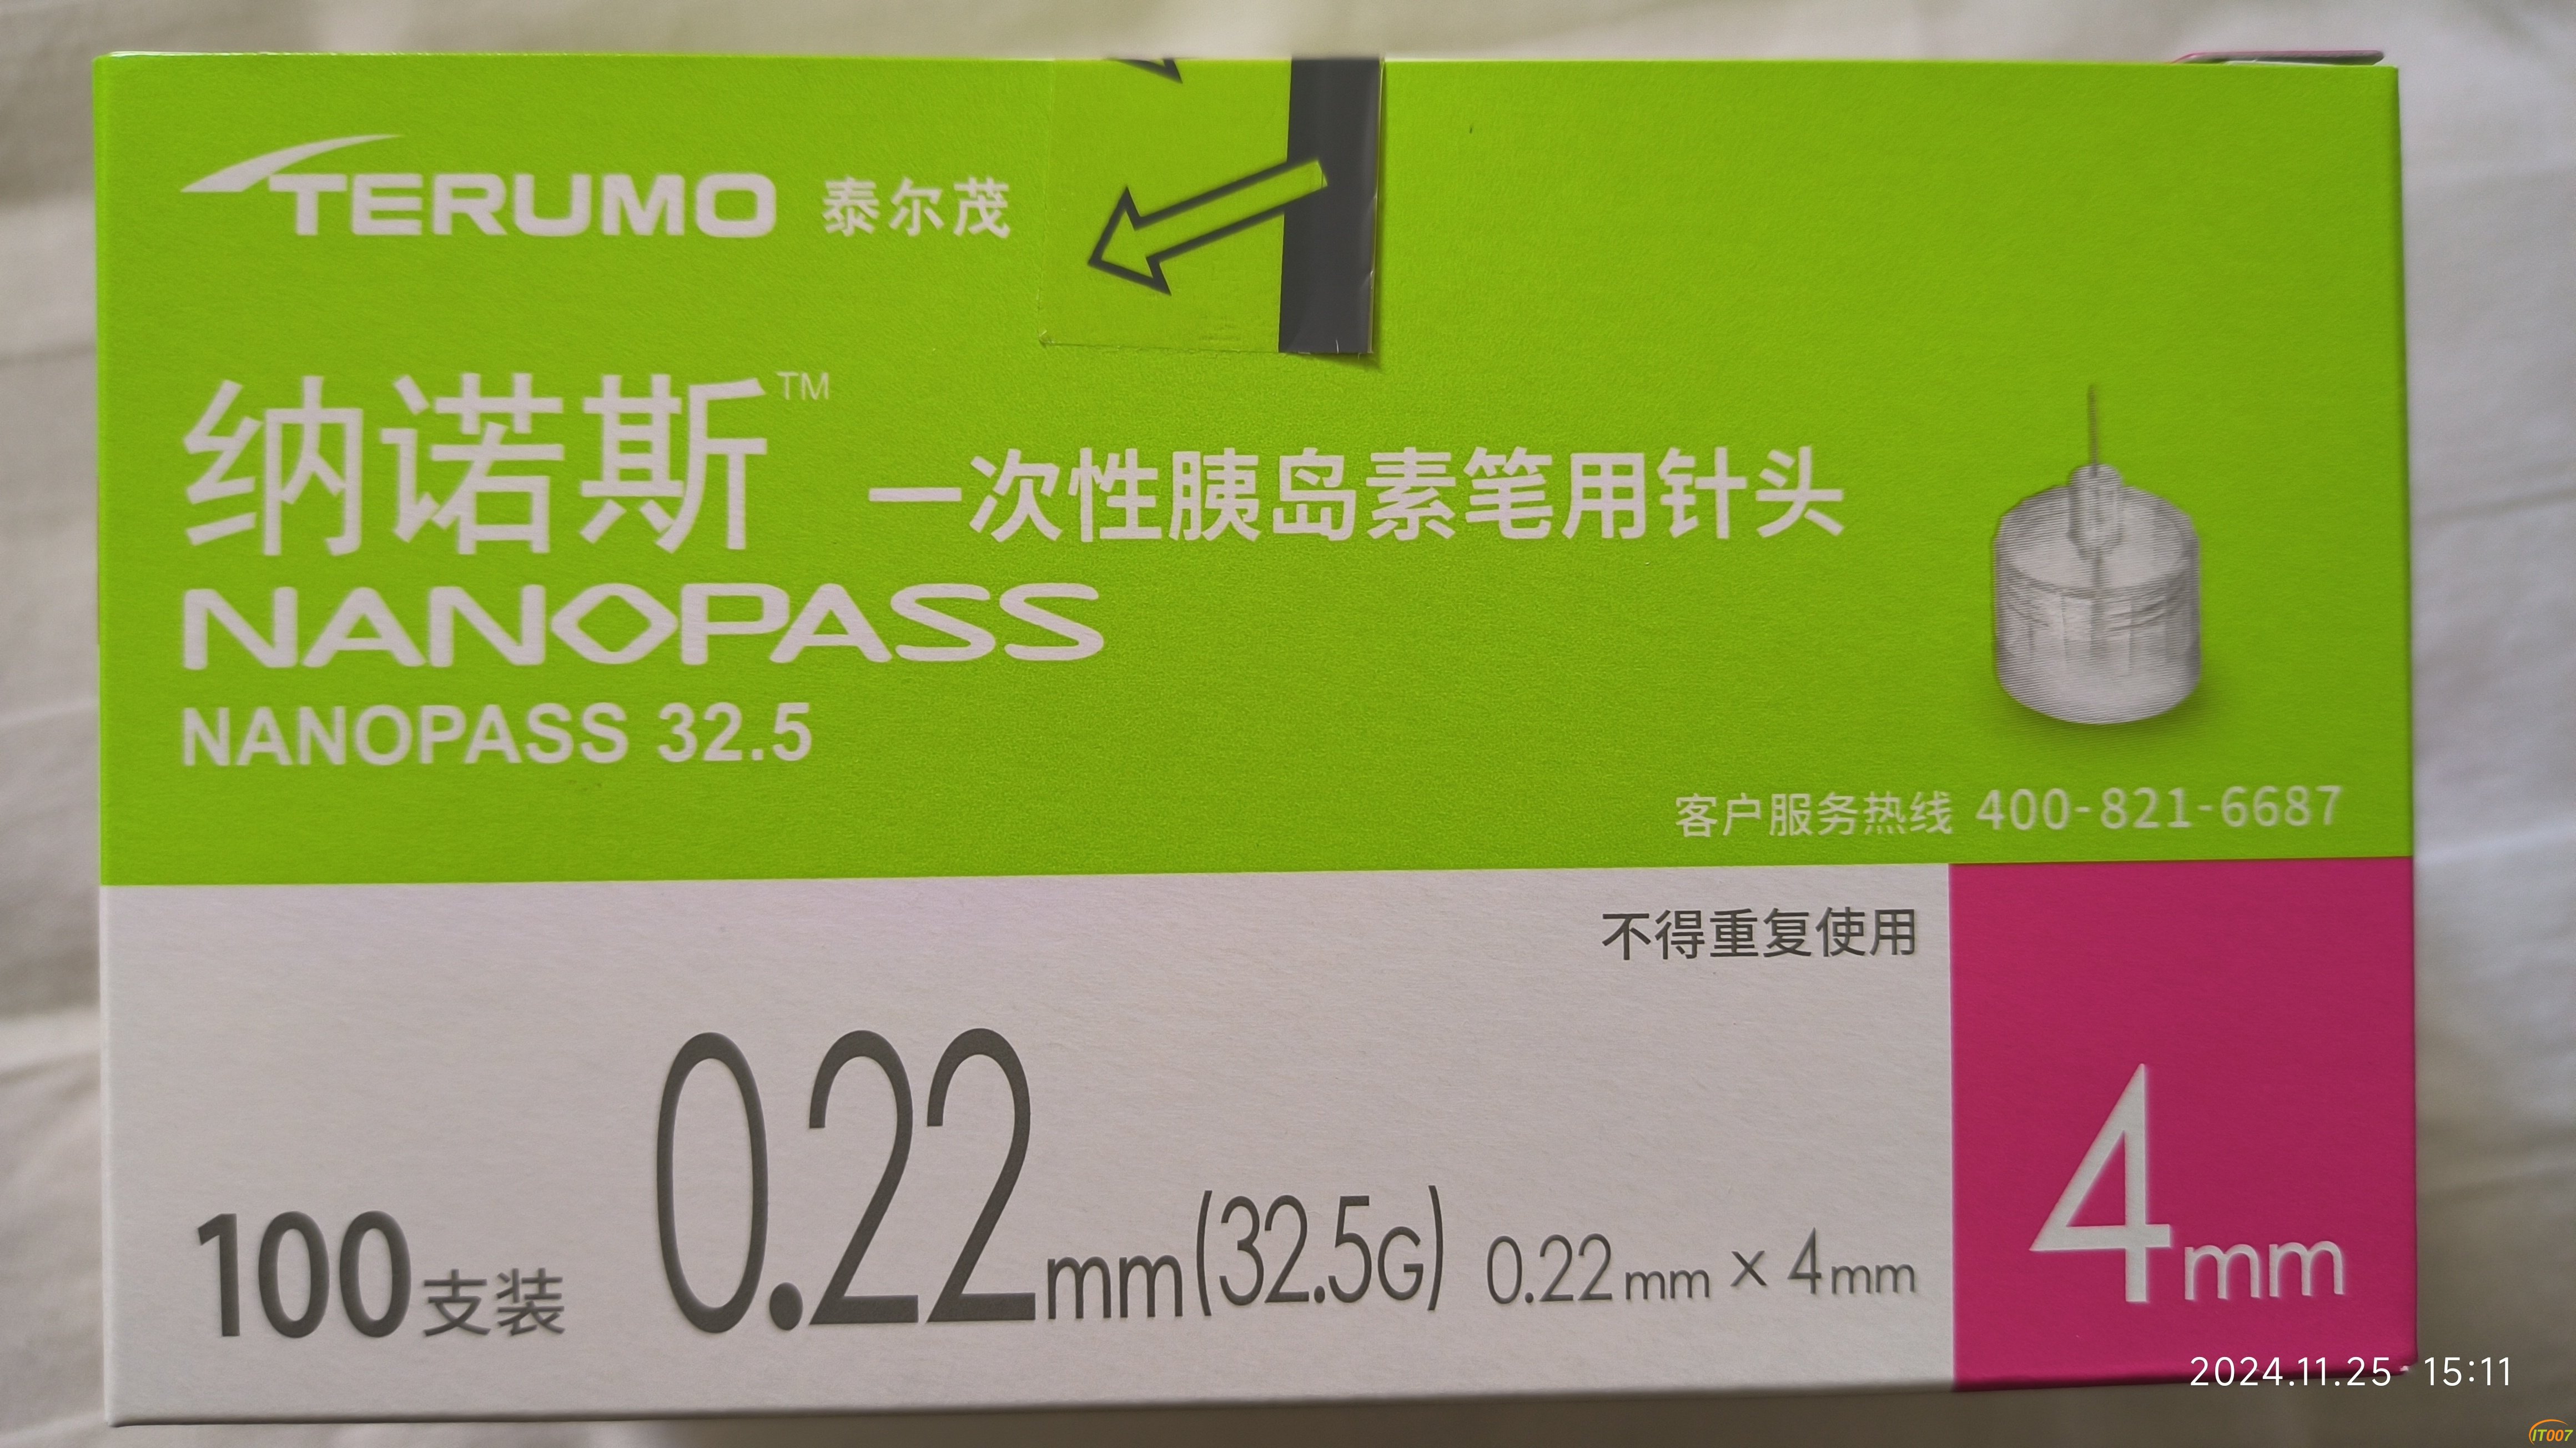 TERUMO 泰尔茂
纳诺斯™ 一次性胰岛素笔用针头
NANOPASS
NANOPASS 32.5
客户服务热线 400-821-6687
不得重复使用
100支装 0.22mm(32.5G) 0.22mm × 4mm
4mm
2024.11.25 15:11
IT007